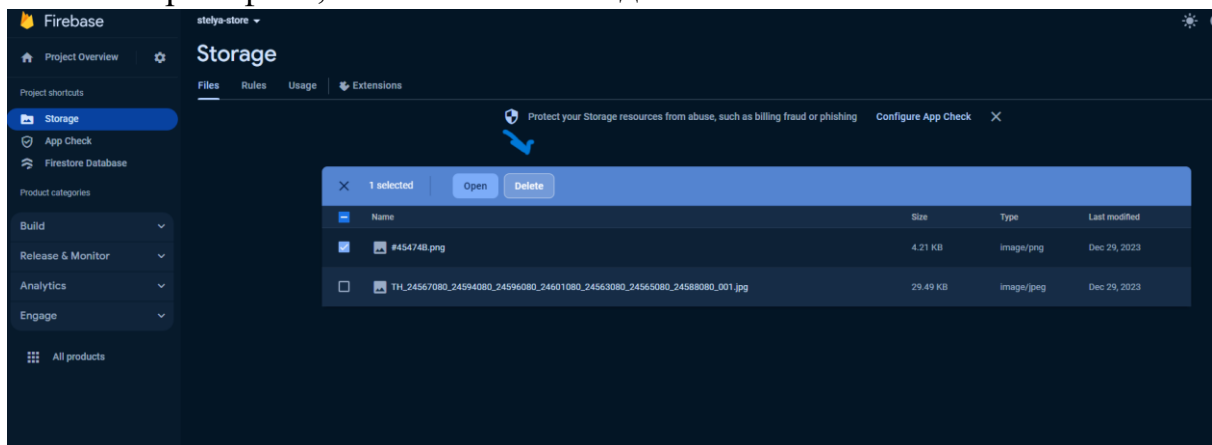 Firebase
stelya-store
Project Overview
Storage
Files Rules Usage Extensions
Project shortcuts
Protect your Storage resources from abuse, such as billing fraud or phishing Configure App Check
Storage
App Check
Firestore Database
Product categories
1 selected Open Delete
Name Size Type Last modified
Build
#45474B.png 4.21 KB image/png Dec 29, 2023
Release & Monitor
Analytics
TH_24567080_24594080_24596080_24601080_24563080_24565080_24588080_001.jpg 29.49 KB image/jpeg Dec 29, 2023
Engage
All products